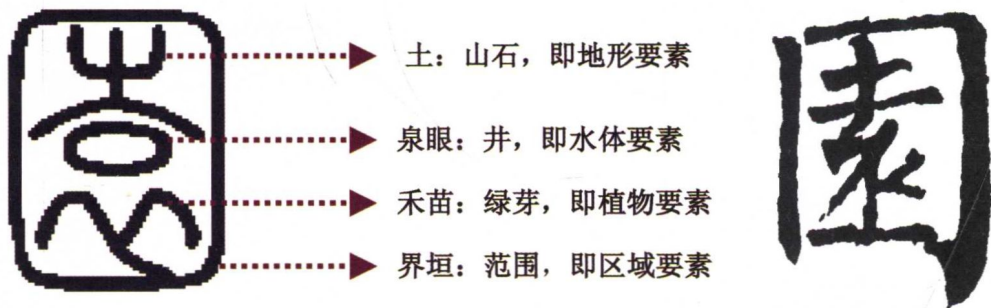 土：山石，即地形要素
泉眼：井，即水体要素
禾苗：绿芽，即植物要素
界垣：范围，即区域要素
園